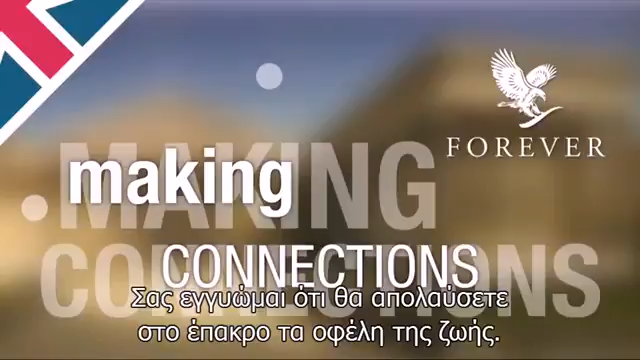 FOREVER
making
MAKING
CONNECTIONS
CONNECTIONS
Σας εγγυώμαι ότι θα απολαύσετε
στο έπακρο τα οφέλη της ζωής.